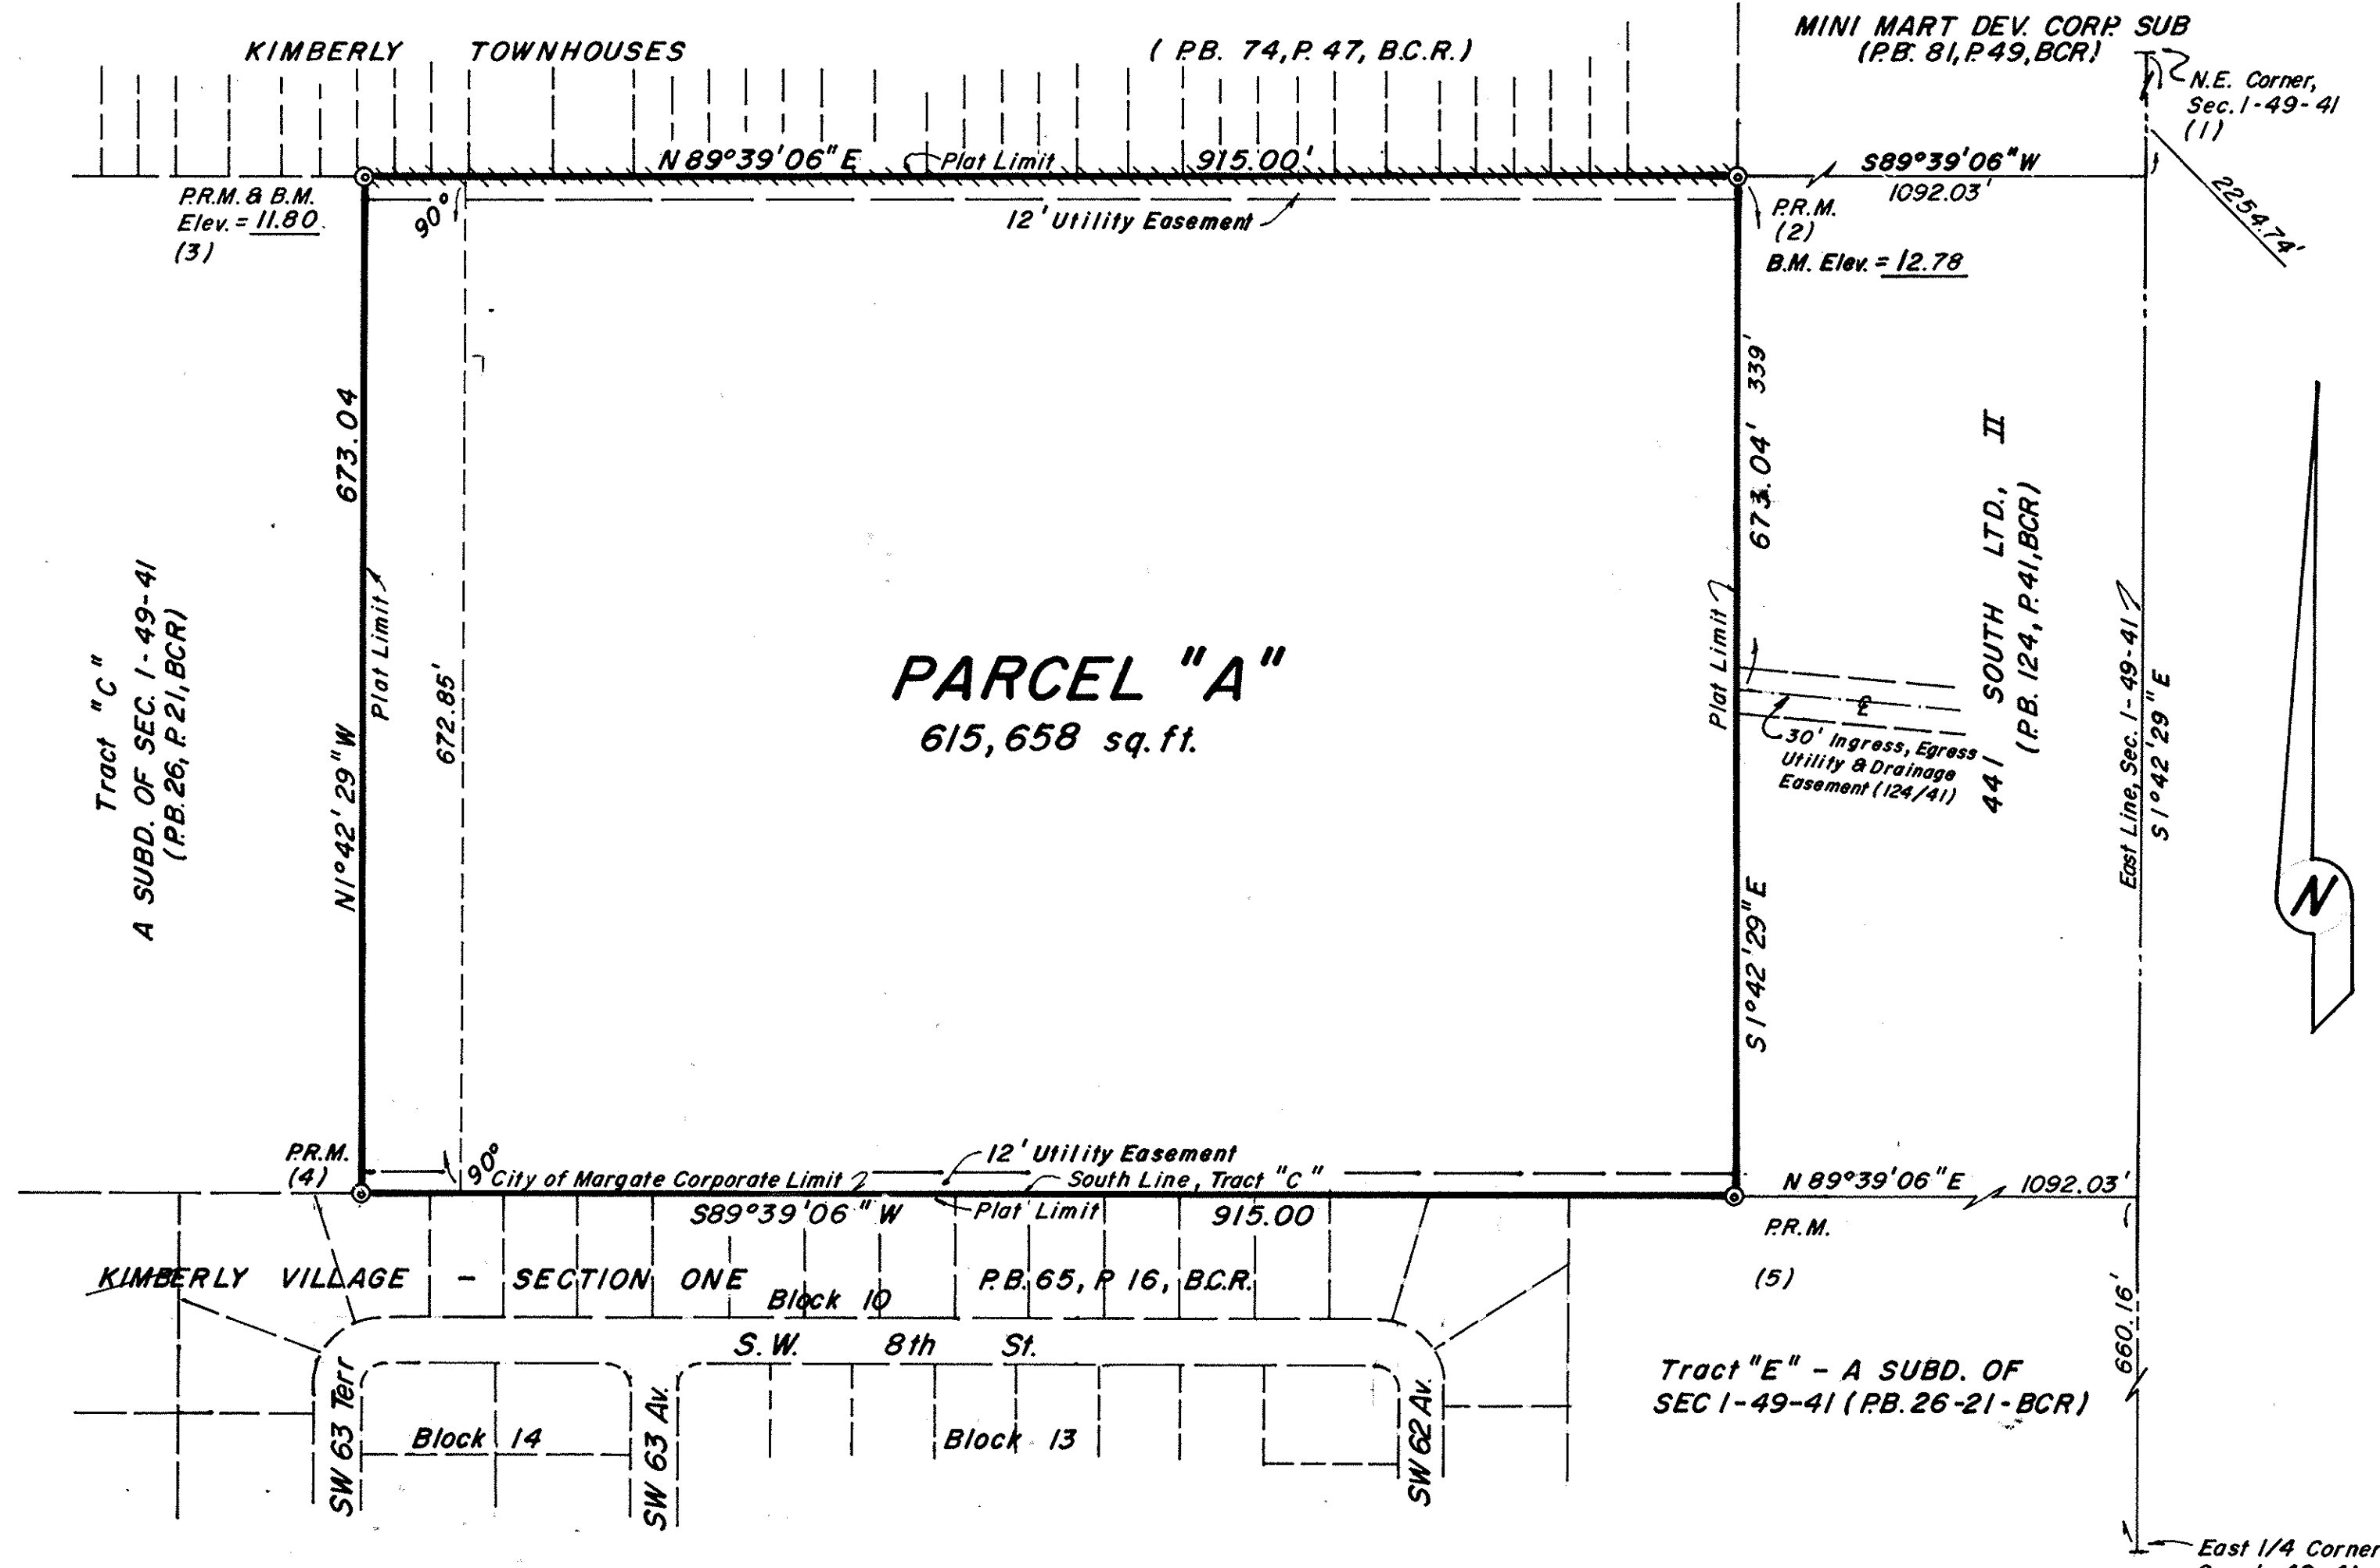 KIMBERLY TOWNHOUSES (P.B. 74, P. 47, B.C.R.)
MINI MART DEV. CORP. SUB
(P.B. 81, P. 49, BCR)
N.E. Corner,
Sec. 1-49-41
(1)
N 89°39'06" E
Plat Limit
915.00'
S89°39'06"W
1092.03'
2254.74'
P.R.M. & B.M.
Elev. = 11.80
(3)
90°
12' Utility Easement
P.R.M.
(2)
B.M. Elev. = 12.78
673.04
N1°42'29"W
Plat Limit
672.85'
Tract "C"
A SUBD. OF SEC. 1-49-41
(P.B. 26, P. 21, BCR)
PARCEL "A"
615,658 sq. ft.
339'
673.04'
Plat Limit
S 1°42'29" E
30' Ingress, Egress
Utility & Drainage
Easement (124/41)
℄
441 SOUTH LTD., II
(P.B. 124, P. 41, BCR)
East Line, Sec. 1-49-41
S 1°42'29" E
N
P.R.M.
(4)
90°
City of Margate Corporate Limit
12' Utility Easement
South Line, Tract "C"
S89°39'06" W
Plat Limit
915.00
N 89°39'06" E
1092.03'
P.R.M.
(5)
660.16'
KIMBERLY VILLAGE - SECTION ONE P.B. 65, P 16, B.C.R.
Block 10
S. W. 8th St.
SW 63 Terr
Block 14
SW 63 Av.
Block 13
SW 62 Av.
Tract "E" - A SUBD. OF
SEC 1-49-41 (P.B. 26-21-BCR)
East 1/4 Corner